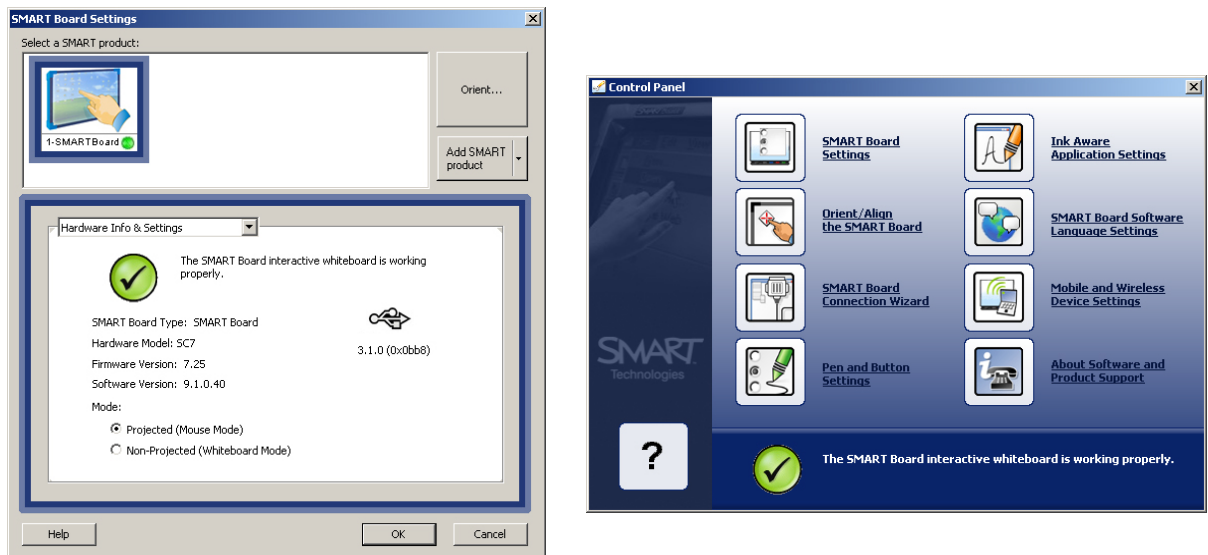 SMART Board Settings
Select a SMART product:
1-SMARTBoard
Orient...
Add SMART
product
Hardware Info & Settings
The SMART Board interactive whiteboard is working
properly.
SMART Board Type: SMART Board
Hardware Model: SC7
Firmware Version: 7.25
Software Version: 9.1.0.40
3.1.0 (0x0bb8)
Mode:
Projected (Mouse Mode)
Non-Projected (Whiteboard Mode)
Help
OK
Cancel
Control Panel
SMART Board
Settings
Ink Aware
Application Settings
Orient/Align
the SMART Board
SMART Board Software
Language Settings
SMART Board
Connection Wizard
Mobile and Wireless
Device Settings
Pen and Button
Settings
About Software and
Product Support
SMART
Technologies
?
The SMART Board interactive whiteboard is working properly.